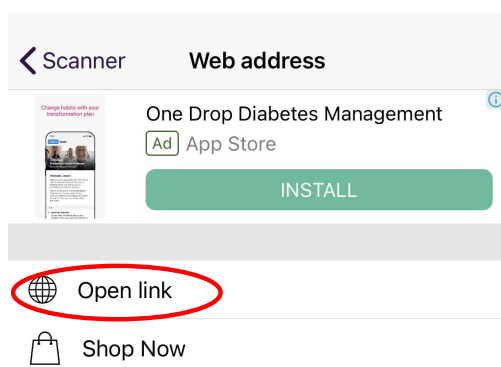 Scanner
Web address
Change habits with your
transformation plan
One Drop Diabetes Management
Ad App Store
INSTALL
Open link
Shop Now